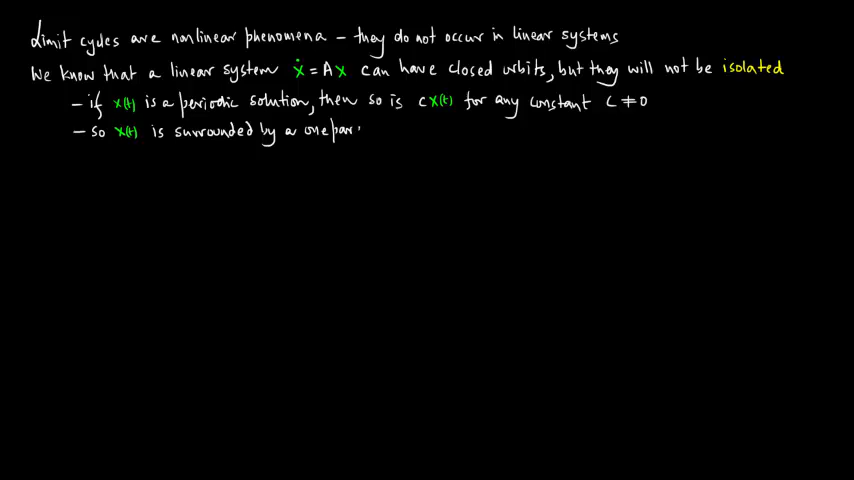 Limit cycles are nonlinear phenomena – they do not occur in linear systems
We know that a linear system ẋ = Ax can have closed orbits, but they will not be isolated
– if x(t) is a periodic solution, then so is c x(t) for any constant c ≠ 0
– so x(t) is surrounded by a one par